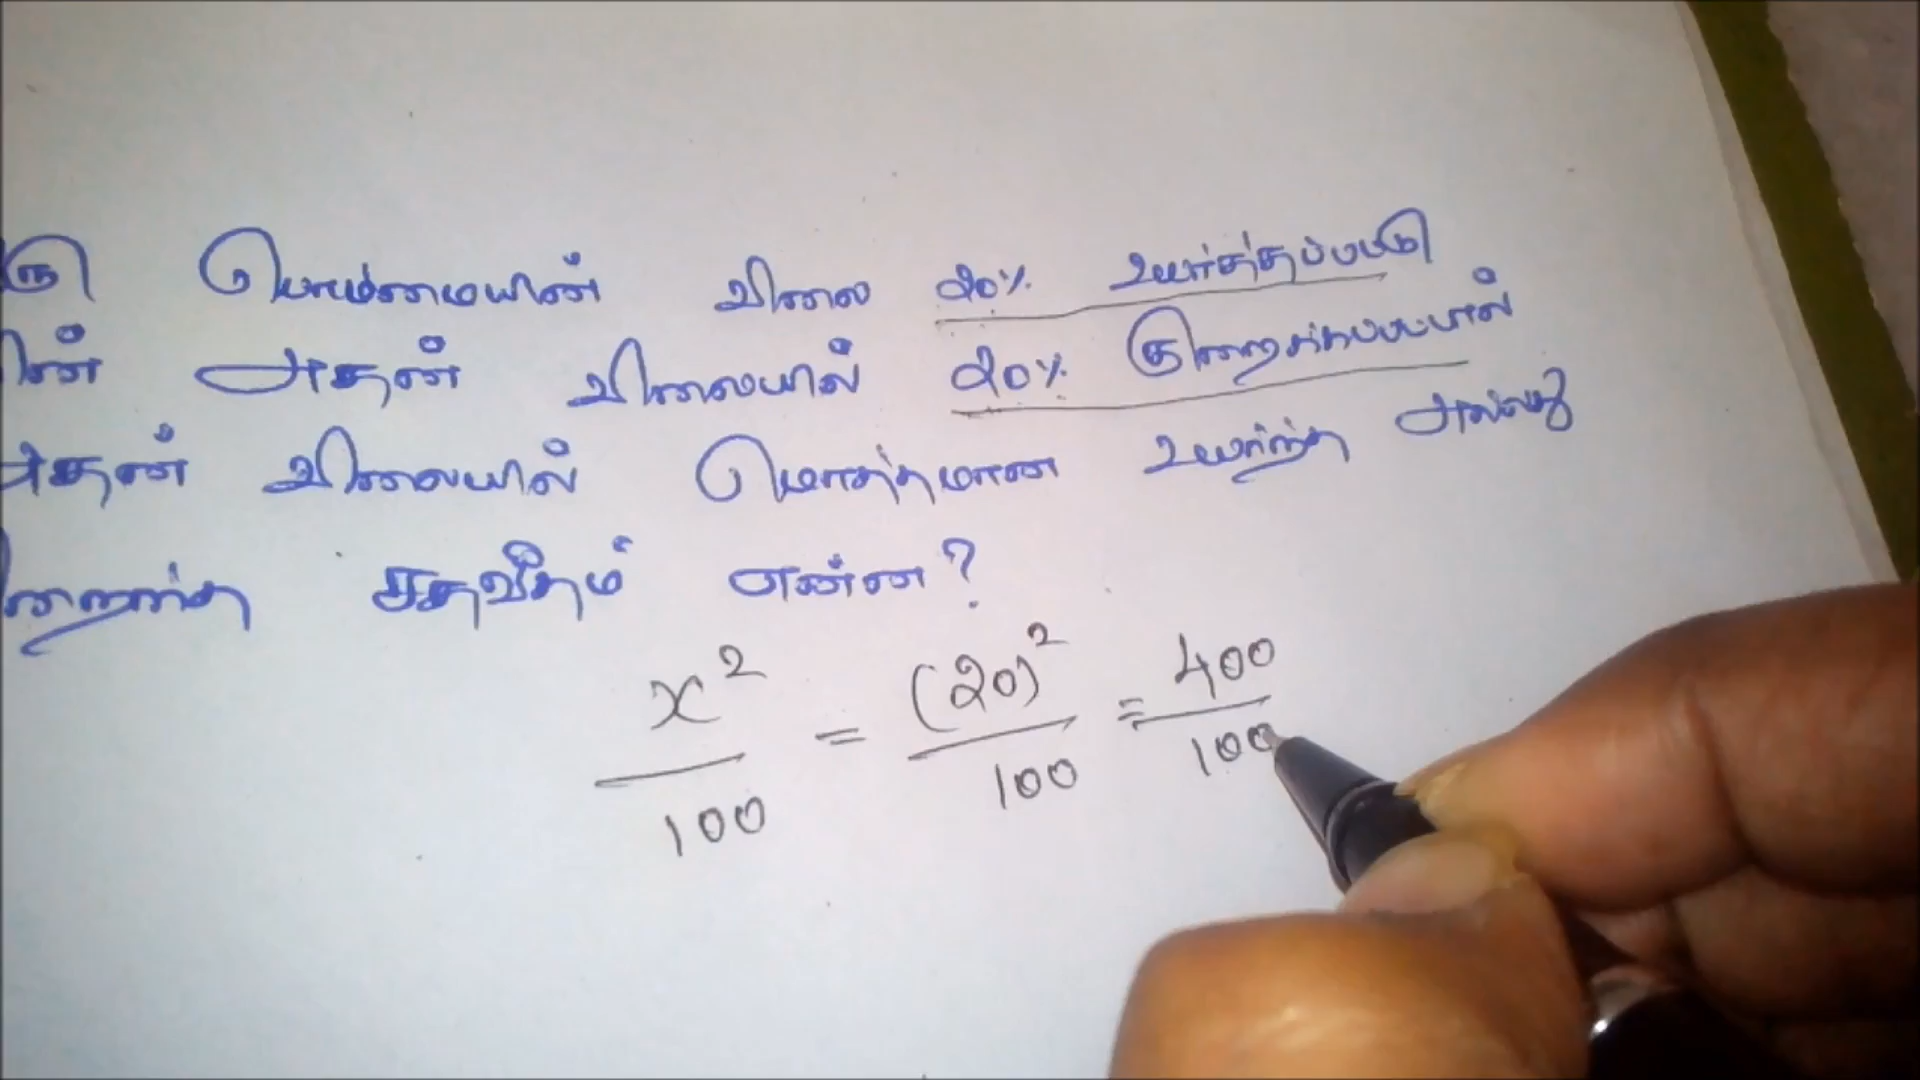 ரு பொம்மையின் விலை 20% உயர்த்தப்பட்டு
ின் அதன் விலையில் 20% குறைக்கப்பட்டால்
அதன் விலையில் மொத்தமான உயர்ந்த அல்லது
றைந்த சதவீதம் என்ன?
x²/100 = (20)²/100 = 400/100